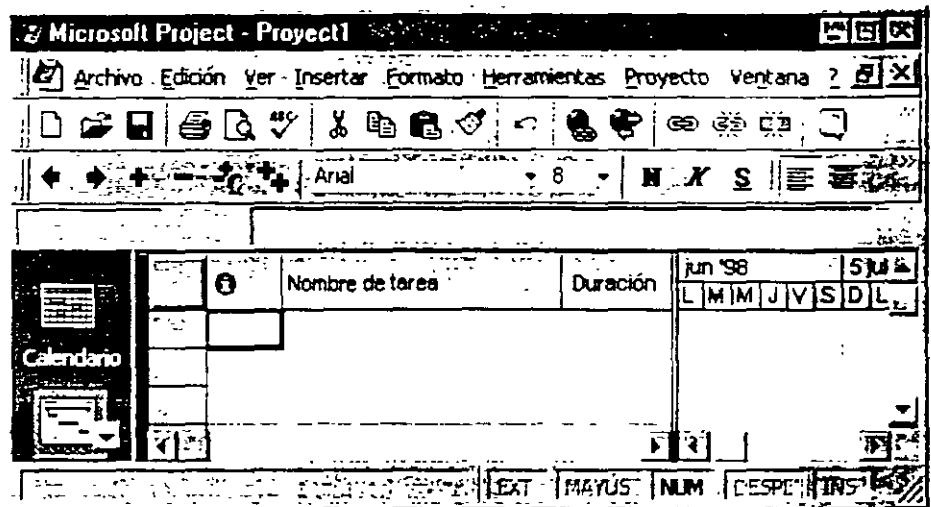 Microsoft Project - Proyect1
Archivo Edición Ver Insertar Formato Herramientas Proyecto Ventana ?
ABC
Arial 8 N K S
Nombre de tarea Duración jun '98 5 jul
L M M J V S D L
Calendario
EXT MAYÚS NUM DESPL INS